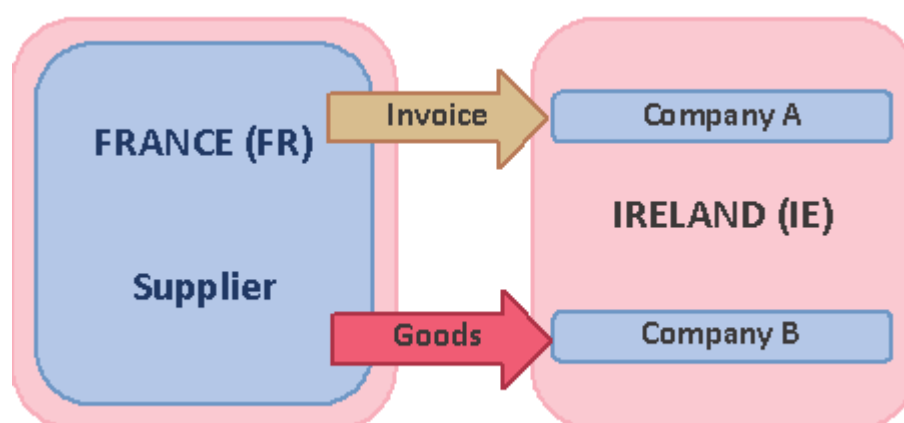 FRANCE (FR)
Supplier
Invoice
Goods
Company A
IRELAND (IE)
Company B